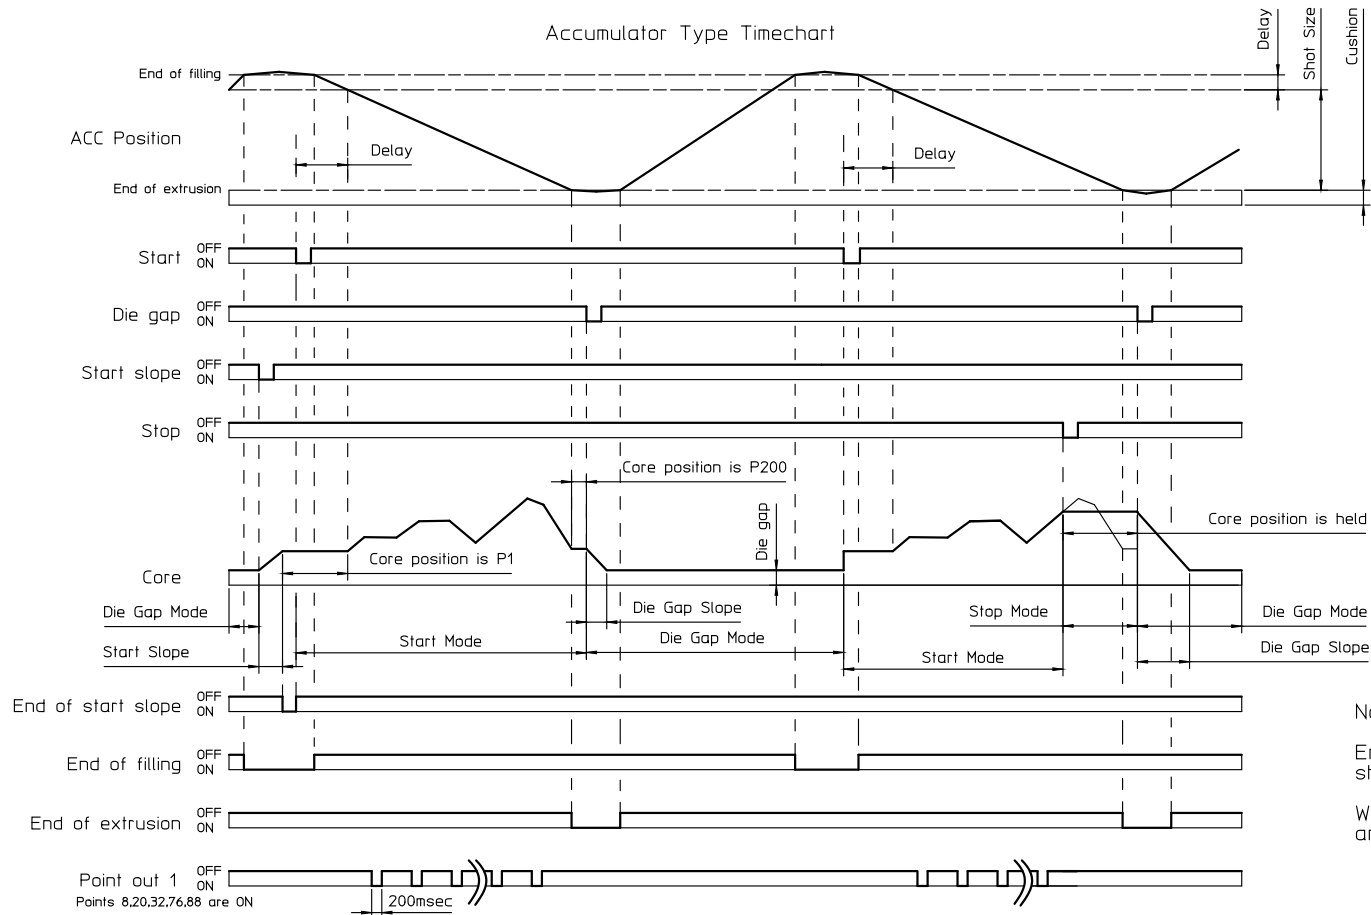 Accumulator Type Timechart
Delay
Shot Size
Cushion
End of filling
ACC Position
Delay
Delay
End of extrusion
Start OFF
ON
Die gap OFF
ON
Start slope OFF
ON
Stop OFF
ON
Core position is P200
Die gap
Core position is held
Core position is P1
Core
Die Gap Mode
Die Gap Slope
Stop Mode
Die Gap Mode
Start Mode
Die Gap Mode
Start Slope
Start Mode
Die Gap Slope
End of start slope OFF
ON
End of filling OFF
ON
End of extrusion OFF
ON
Point out 1 OFF
ON
Points 8,20,32,76,88 are ON
200msec